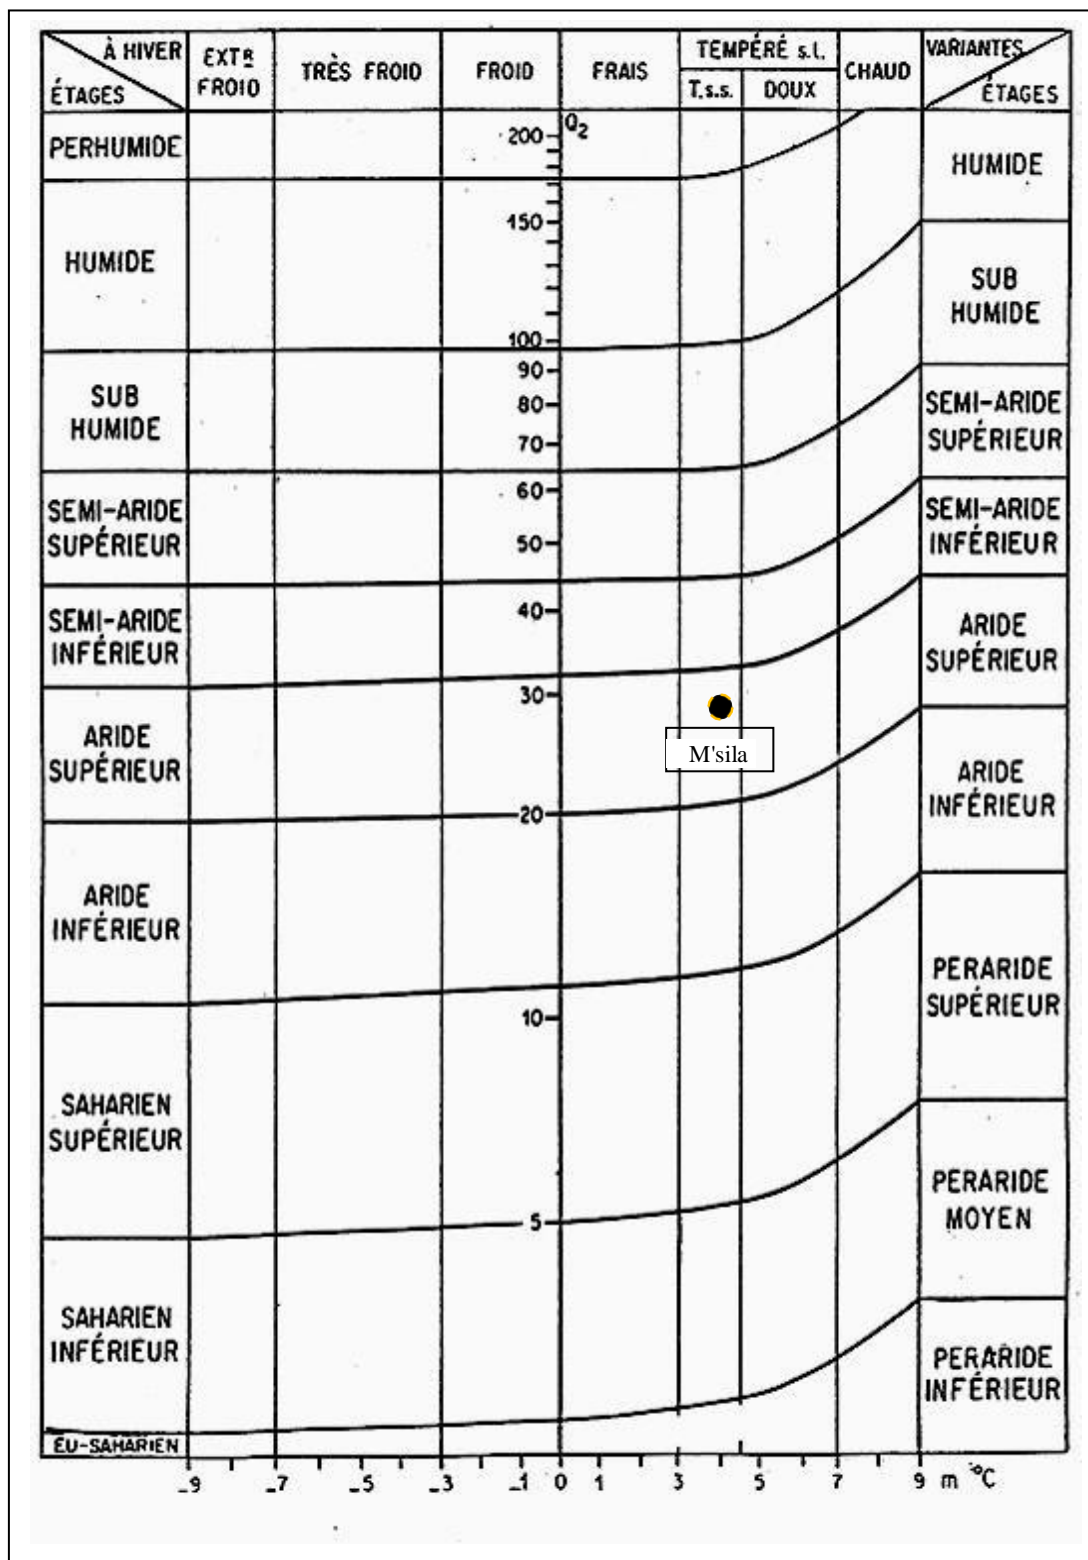 À HIVER
ÉTAGES
EXTR
FROID
TRÈS FROID
FROID
FRAIS
TEMPÉRÉ s.l.
T.s.s.
DOUX
CHAUD
VARIANTES
ÉTAGES
PERHUMIDE
HUMIDE
SUB
HUMIDE
SEMI-ARIDE
SUPÉRIEUR
SEMI-ARIDE
INFÉRIEUR
ARIDE
SUPÉRIEUR
ARIDE
INFÉRIEUR
SAHARIEN
SUPÉRIEUR
SAHARIEN
INFÉRIEUR
EU-SAHARIEN
Q2
200
150
100
90
80
70
60
50
40
30
20
10
5
M'sila
HUMIDE
SUB
HUMIDE
SEMI-ARIDE
SUPÉRIEUR
SEMI-ARIDE
INFÉRIEUR
ARIDE
SUPÉRIEUR
ARIDE
INFÉRIEUR
PERARIDE
SUPÉRIEUR
PERARIDE
MOYEN
PERARIDE
INFÉRIEUR
-9 -7 -5 -3 -1 0 1 3 5 7 9 m °C